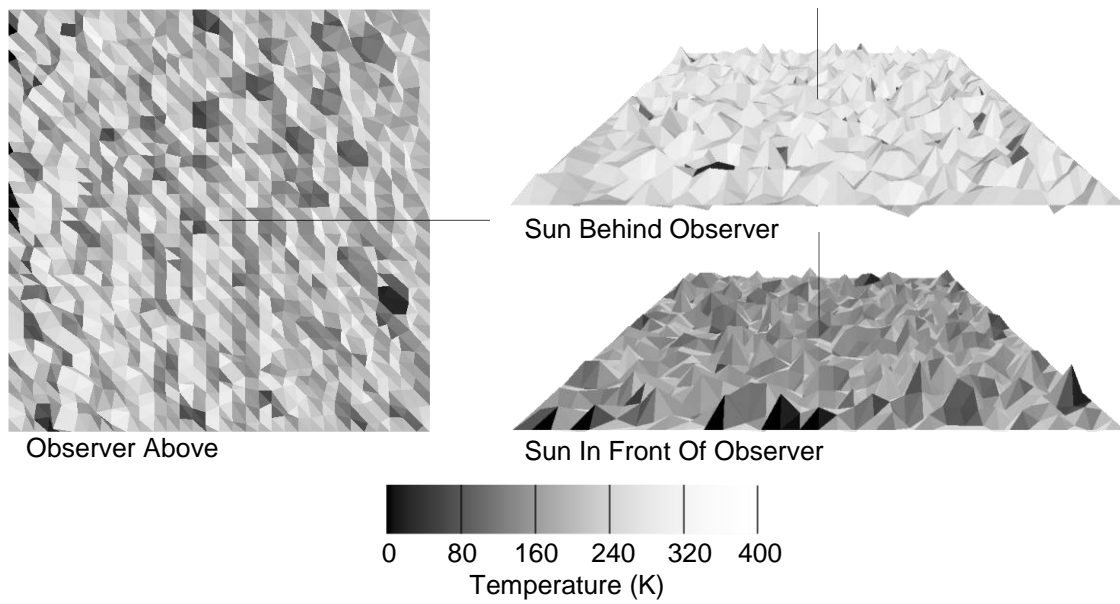 Sun Behind Observer
Observer Above
Sun In Front Of Observer
0 80 160 240 320 400
Temperature (K)